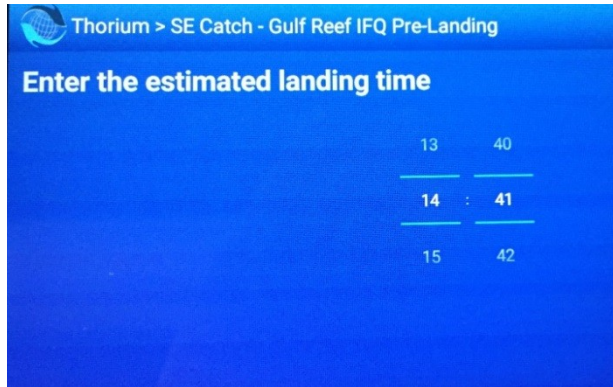 Thorium > SE Catch - Gulf Reef IFQ Pre-Landing
Enter the estimated landing time
13 40
14 : 41
15 42